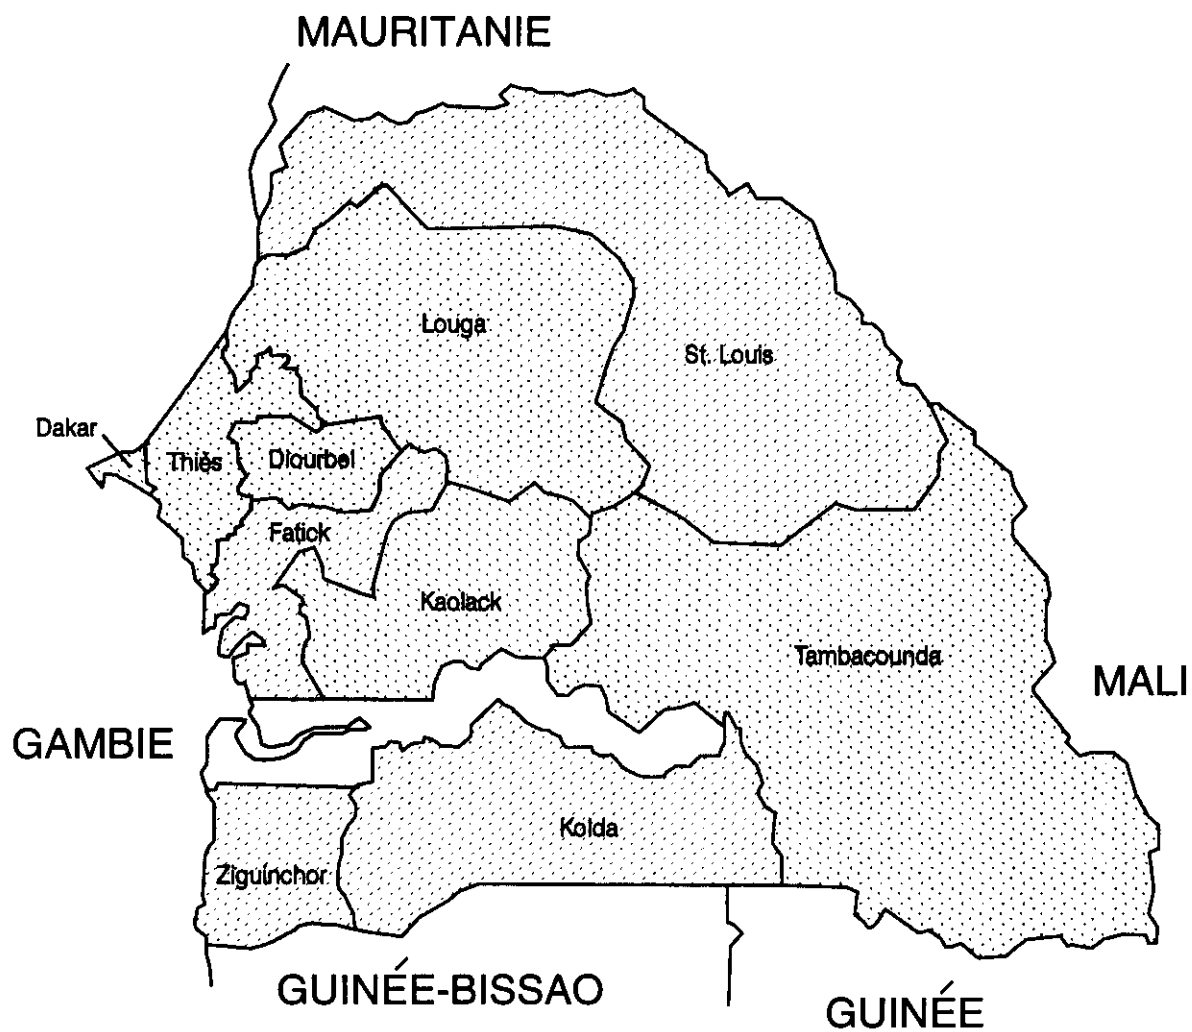 MAURITANIE
Louga
St. Louis
Dakar
Thiès
Diourbel
Fatick
Kaolack
Tambacounda
MALI
GAMBIE
Kolda
Ziguinchor
GUINÉE-BISSAO
GUINÉE